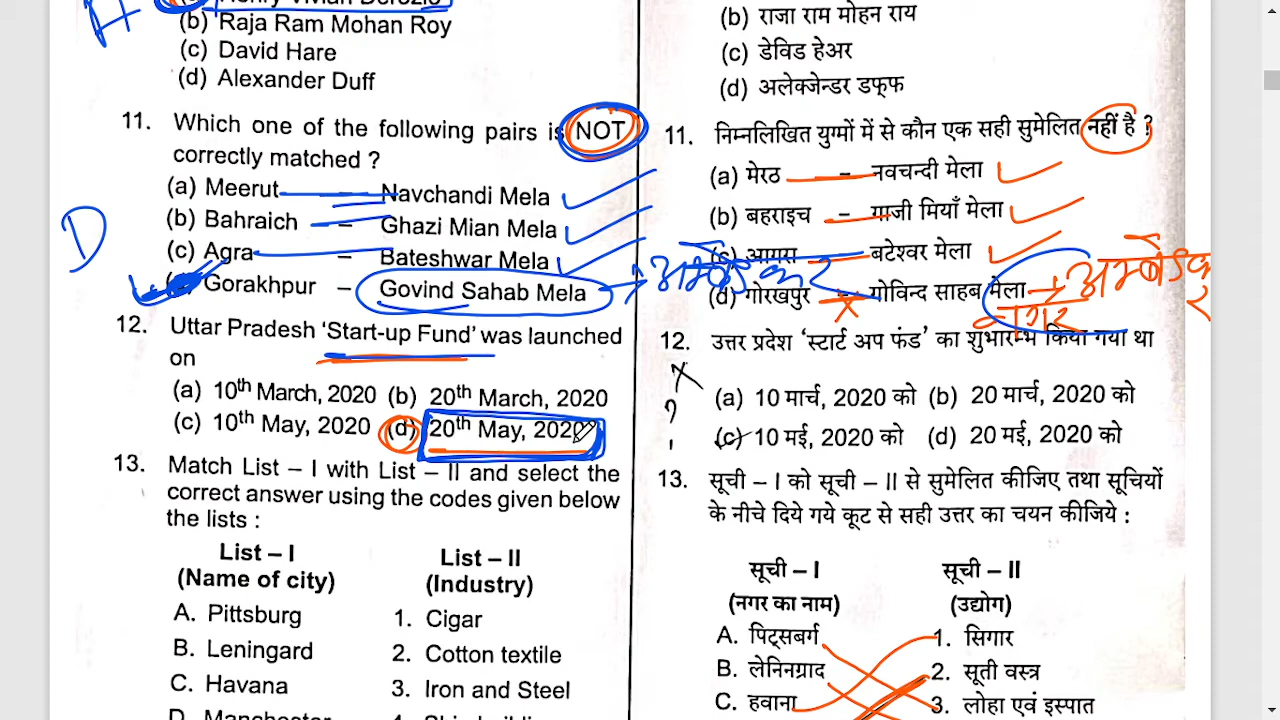 (b) Raja Ram Mohan Roy
(c) David Hare
(d) Alexander Duff
11. Which one of the following pairs is NOT
correctly matched ?
(a) Meerut – Navchandi Mela
(b) Bahraich – Ghazi Mian Mela
(c) Agra – Bateshwar Mela
Gorakhpur – Govind Sahab Mela
D
12. Uttar Pradesh ‘Start-up Fund’ was launched
on
(a) 10th March, 2020 (b) 20th March, 2020
(c) 10th May, 2020 (d) 20th May, 2020
13. Match List – I with List – II and select the
correct answer using the codes given below
the lists :
List – I List – II
(Name of city) (Industry)
A. Pittsburg 1. Cigar
B. Leningard 2. Cotton textile
C. Havana 3. Iron and Steel
(b) राजा राम मोहन राय
(c) डेविड हेअर
(d) अलेक्जेन्डर डफ्फ
11. निम्नलिखित युग्मों में से कौन एक सही सुमेलित नहीं है ?
(a) मेरठ – नवचन्दी मेला
(b) बहराइच – गाजी मियाँ मेला
(c) आगरा – बटेश्वर मेला
(d) गोरखपुर – गोविन्द साहब मेला
अम्बेडकर
नगर
12. उत्तर प्रदेश ‘स्टार्ट अप फंड’ का शुभारम्भ किया गया था
(a) 10 मार्च, 2020 को (b) 20 मार्च, 2020 को
(c) 10 मई, 2020 को (d) 20 मई, 2020 को
13. सूची – I को सूची – II से सुमेलित कीजिए तथा सूचियों
के नीचे दिये गये कूट से सही उत्तर का चयन कीजिये :
सूची – I सूची – II
(नगर का नाम) (उद्योग)
A. पिट्सबर्ग 1. सिगार
B. लेनिनग्राद 2. सूती वस्त्र
C. हवाना 3. लोहा एवं इस्पात